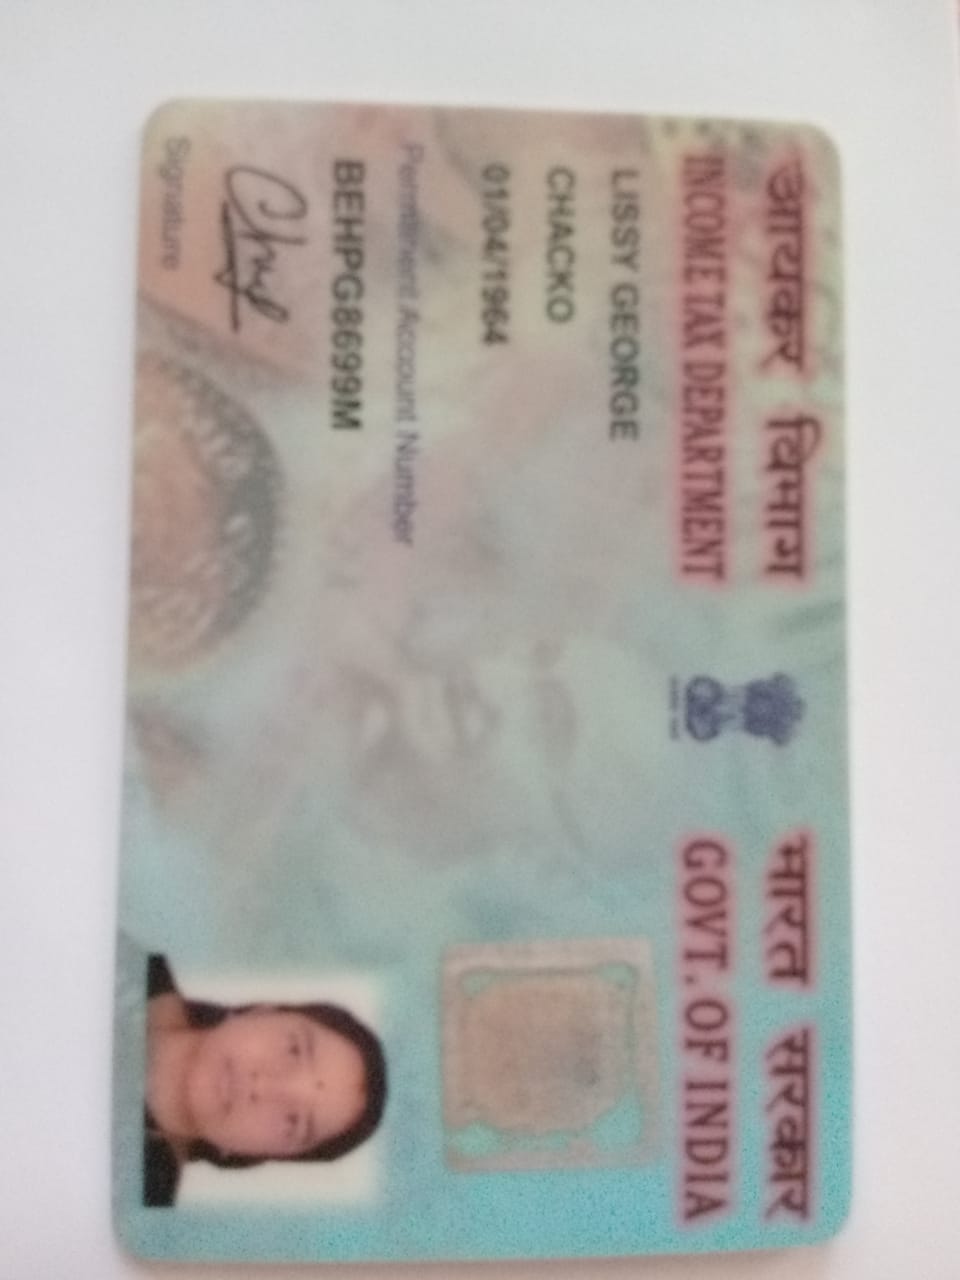 आयकर विभाग
INCOME TAX DEPARTMENT
भारत सरकार
GOVT. OF INDIA
LISSY GEORGE
CHACKO
01/04/1964
Permanent Account Number
BEHPG8699M
Signature